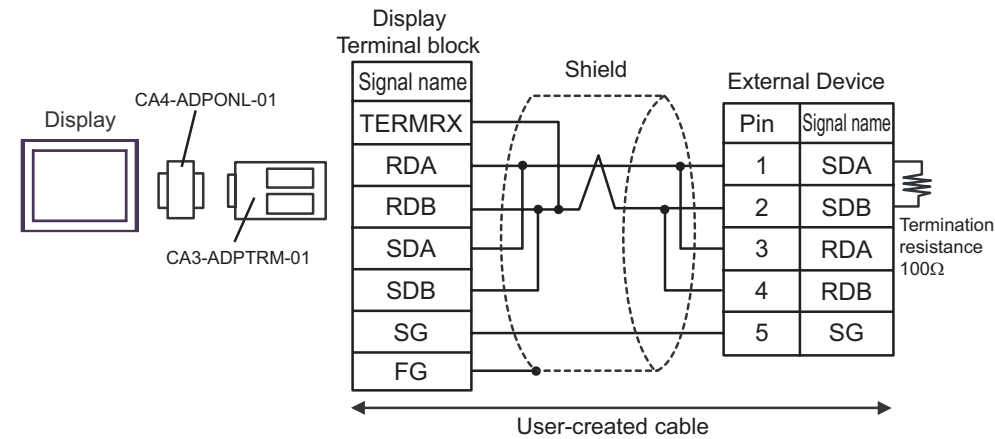 Display
CA4-ADPONL-01
CA3-ADPTRM-01
Display
Terminal block
Signal name
TERMRX
RDA
RDB
SDA
SDB
SG
FG
Shield
External Device
Pin Signal name
1 SDA
2 SDB
3 RDA
4 RDB
5 SG
Termination
resistance
100Ω
User-created cable